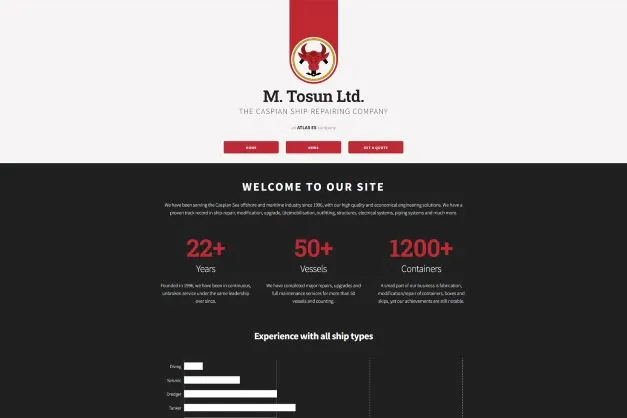 M. Tosun Ltd.
THE CASPIAN SHIP REPAIRING COMPANY
an ATLAS ES company
HOME
NEWS
GET A QUOTE
WELCOME TO OUR SITE
We have been serving the Caspian Sea offshore and maritime industry since 1996, with our high quality and economical engineering solutions. We have a
proven track record in ship repair, modification, upgrade, (de)mobilisation, outfitting, structures, electrical systems, piping systems and much more.
22+
50+
1200+
Years
Vessels
Containers
Founded in 1996, we have been in continuous,
unbroken service under the same leadership
ever since.
We have completed major repairs, upgrades and
full maintenance services for more than 50
vessels and counting.
A small part of our business is fabrication,
modification/repair of containers, boxes and
skips, yet our achievements are still notable.
Experience with all ship types
Diving
Seismic
Dredger
Tanker